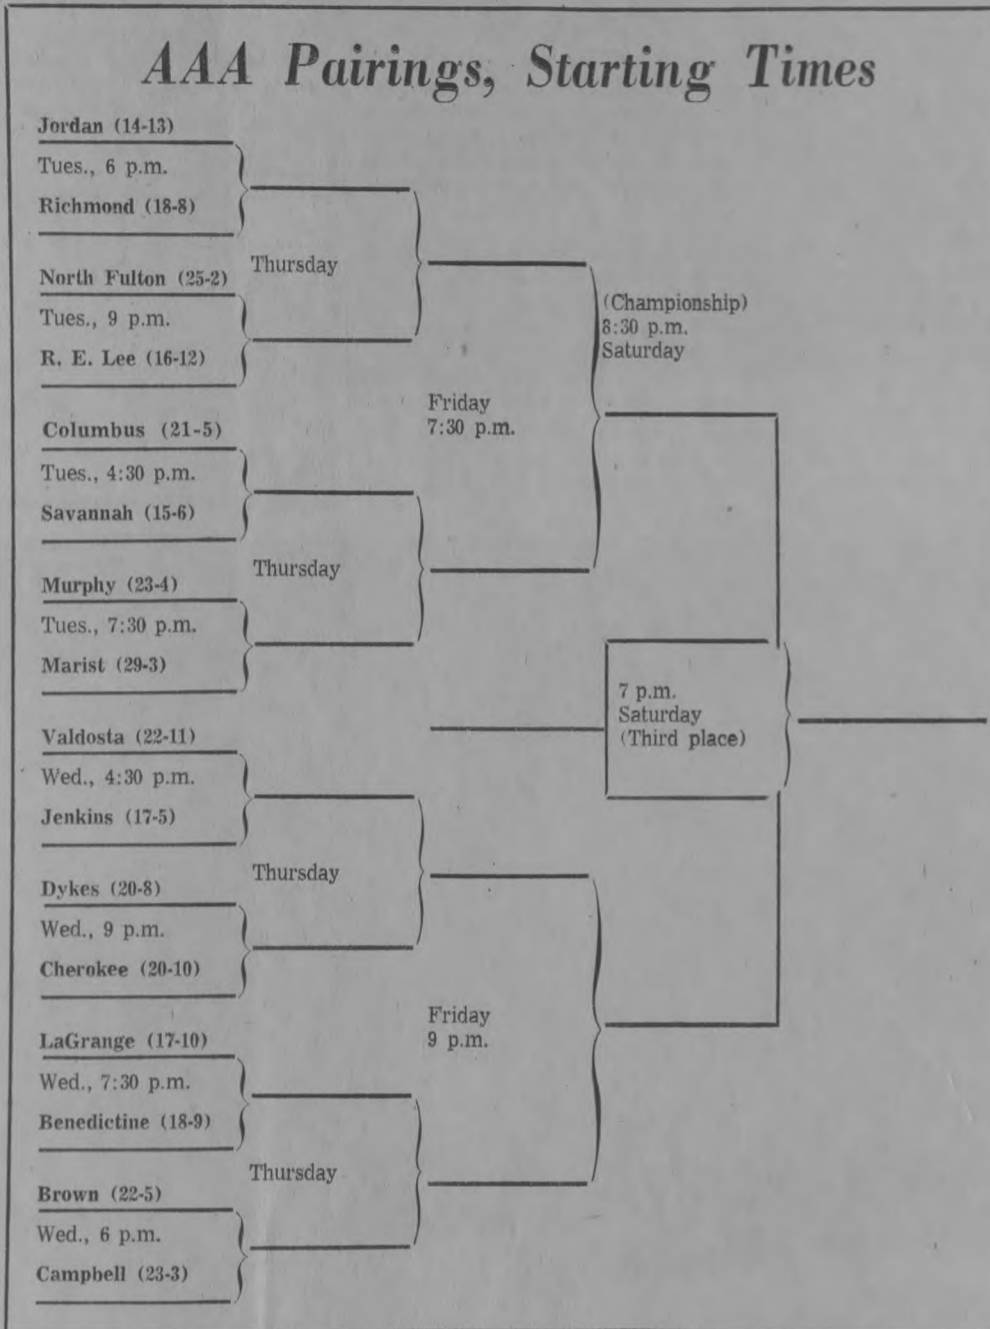 AAA Pairings, Starting Times
Jordan (14-13)
Tues., 6 p.m.
Richmond (18-8)
Thursday
North Fulton (25-2)
Tues., 9 p.m.
R. E. Lee (16-12)
(Championship)
8:30 p.m.
Saturday
Friday
7:30 p.m.
Columbus (21-5)
Tues., 4:30 p.m.
Savannah (15-6)
Thursday
Murphy (23-4)
Tues., 7:30 p.m.
Marist (29-3)
7 p.m.
Saturday
(Third place)
Valdosta (22-11)
Wed., 4:30 p.m.
Jenkins (17-5)
Thursday
Dykes (20-8)
Wed., 9 p.m.
Cherokee (20-10)
Friday
9 p.m.
LaGrange (17-10)
Wed., 7:30 p.m.
Benedictine (18-9)
Thursday
Brown (22-5)
Wed., 6 p.m.
Campbell (23-3)